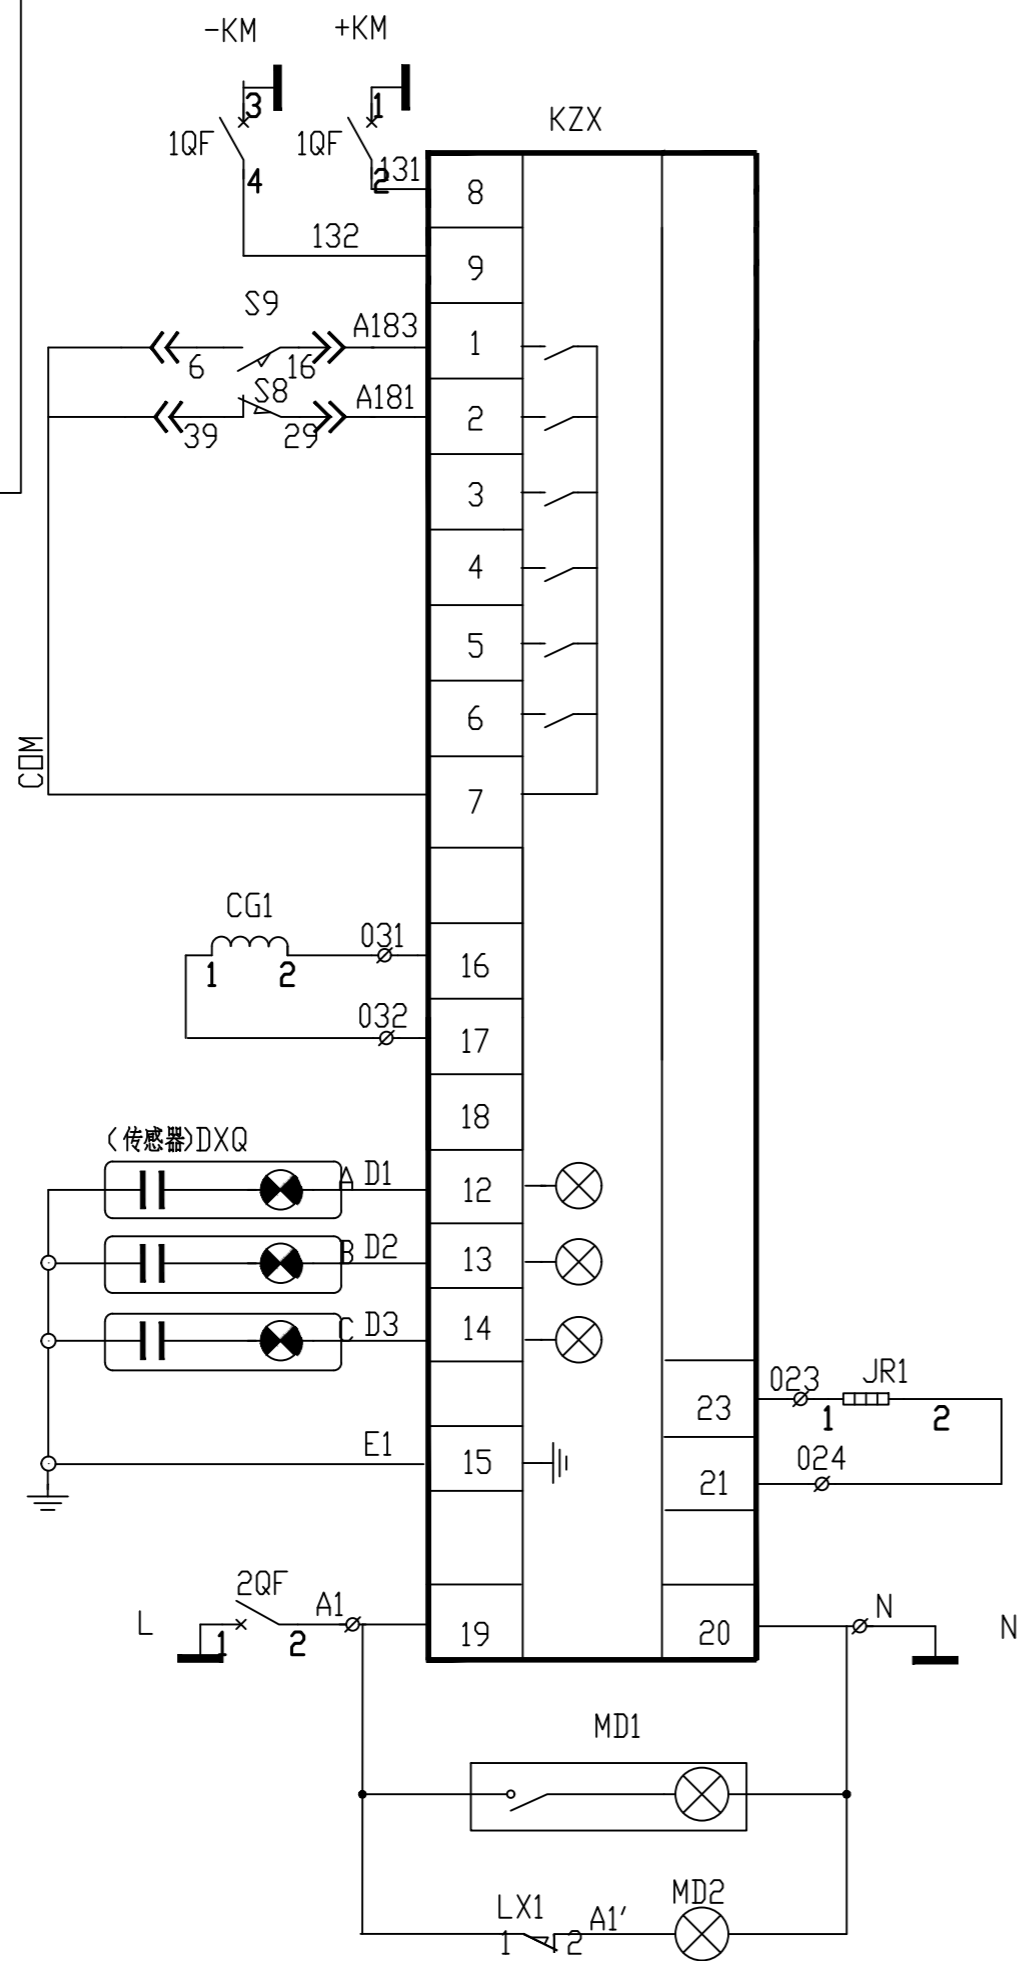 -KM +KM
3 1
1QF 1QF KZX
4 2 131
8
132
9
S9
A183 1
6 16
S8
A181 2
39 29
3
4
5
6
COM
7
CG1
031
1 2 16
032
17
18
(传感器)DXQ
A D1 12
B D2 13
C D3 14
023 JR1
23 1 2
E1 15
024
21
2QF
L A1 N N
1 2 19 20
MD1
MD2
LX1 A1′
1 2